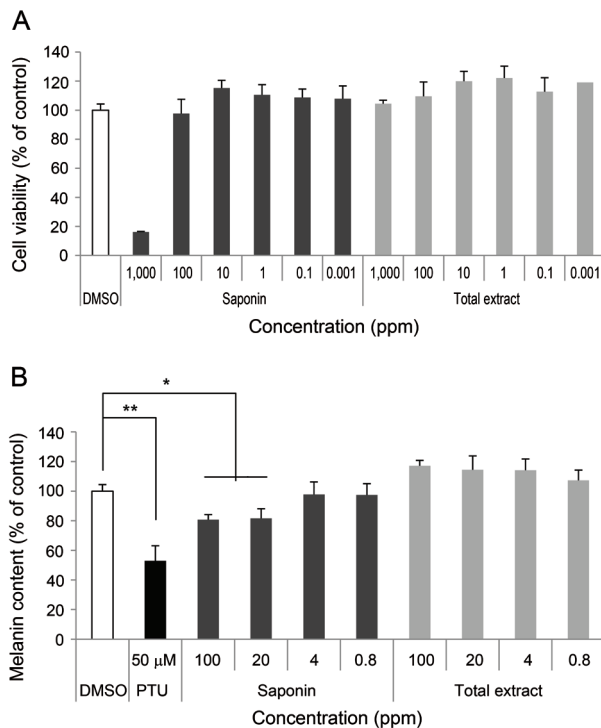 A
Cell viability (% of control)
140
120
100
80
60
40
20
0
1,000 100 10 1 0.1 0.001 1,000 100 10 1 0.1 0.001
DMSO Saponin Total extract
Concentration (ppm)
B
*
**
Melanin content (% of control)
140
120
100
80
60
40
20
0
50 µM 100 20 4 0.8 100 20 4 0.8
DMSO PTU Saponin Total extract
Concentration (ppm)